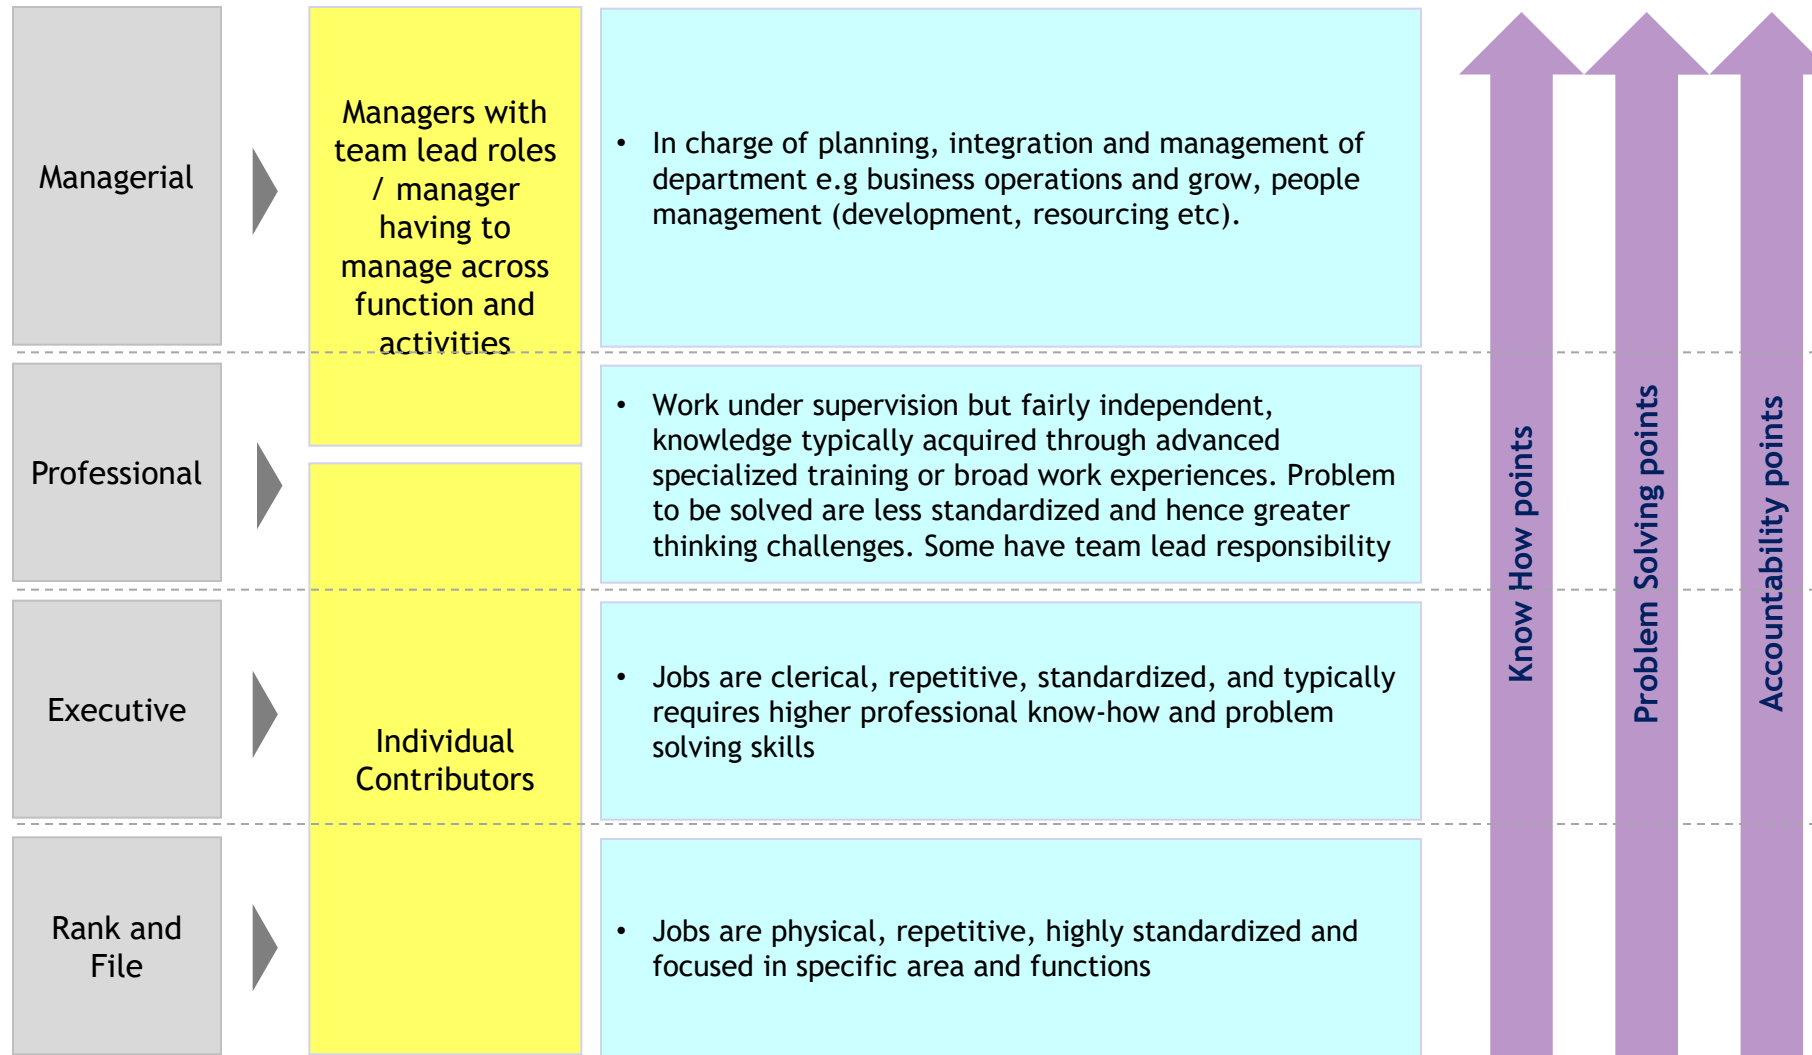 Managerial
Managers with
team lead roles
/ manager
having to
manage across
function and
activities
• In charge of planning, integration and management of
department e.g business operations and grow, people
management (development, resourcing etc).
Professional
• Work under supervision but fairly independent,
knowledge typically acquired through advanced
specialized training or broad work experiences. Problem
to be solved are less standardized and hence greater
thinking challenges. Some have team lead responsibility
Executive
Individual
Contributors
• Jobs are clerical, repetitive, standardized, and typically
requires higher professional know-how and problem
solving skills
Rank and
File
• Jobs are physical, repetitive, highly standardized and
focused in specific area and functions
Know How points
Problem Solving points
Accountability points